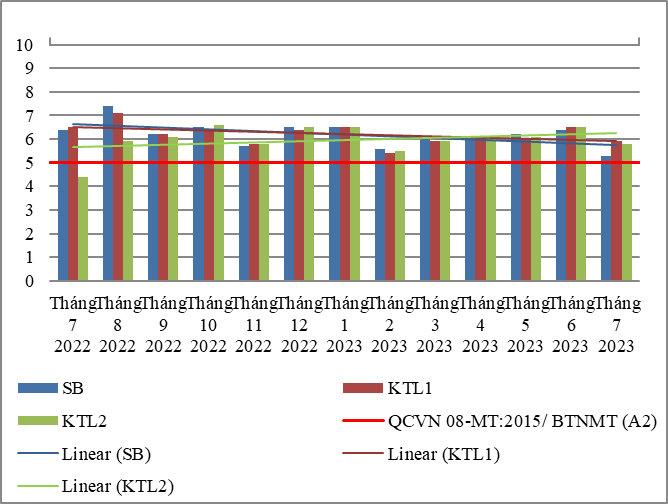 10
9
8
7
6
5
4
3
2
1
0
Tháng Tháng Tháng Tháng Tháng Tháng Tháng Tháng Tháng Tháng Tháng Tháng Tháng
7 8 9 10 11 12 1 2 3 4 5 6 7
2022 2022 2022 2022 2022 2022 2023 2023 2023 2023 2023 2023 2023
SB KTL1
KTL2 QCVN 08-MT:2015/ BTNMT (A2)
Linear (SB) Linear (KTL1)
Linear (KTL2)